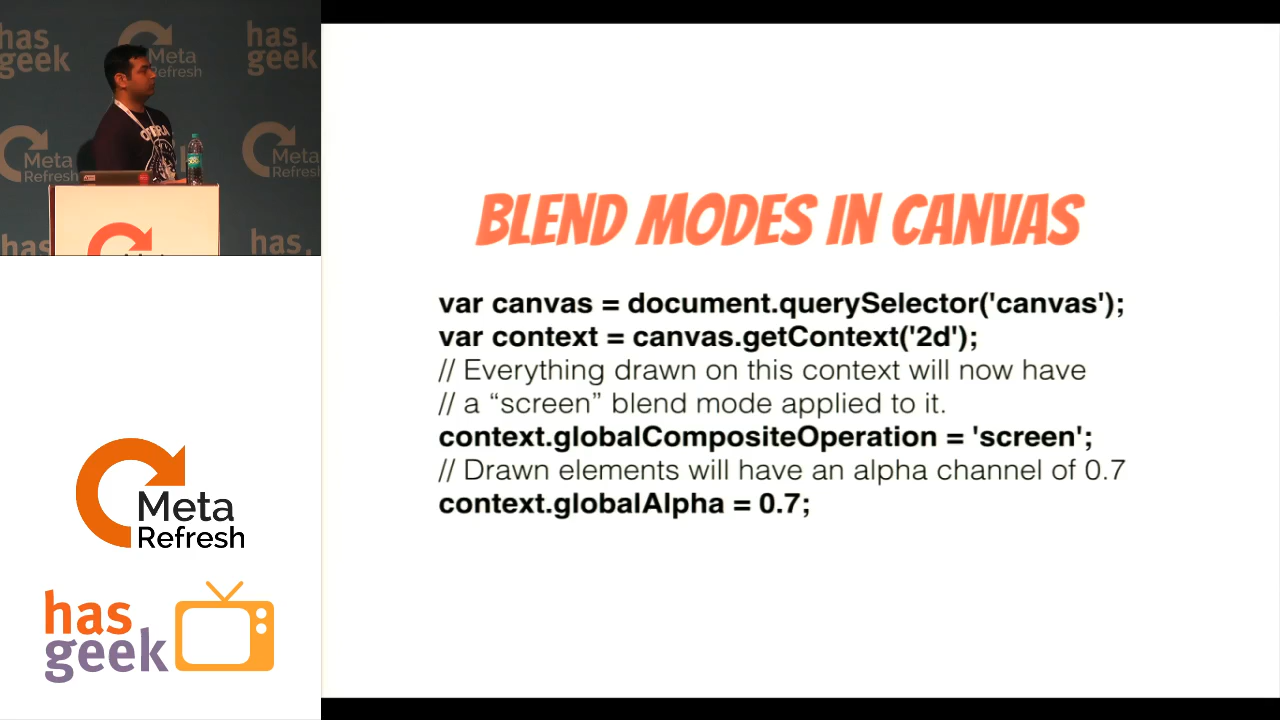 has
geek
Meta
Refresh
has
geek
Meta
Refresh
Meta
Refresh
OPERA
has
has
BLEND MODES IN CANVAS
var canvas = document.querySelector('canvas');
var context = canvas.getContext('2d');
// Everything drawn on this context will now have
// a “screen” blend mode applied to it.
context.globalCompositeOperation = 'screen';
// Drawn elements will have an alpha channel of 0.7
context.globalAlpha = 0.7;
Meta
Refresh
has
geek